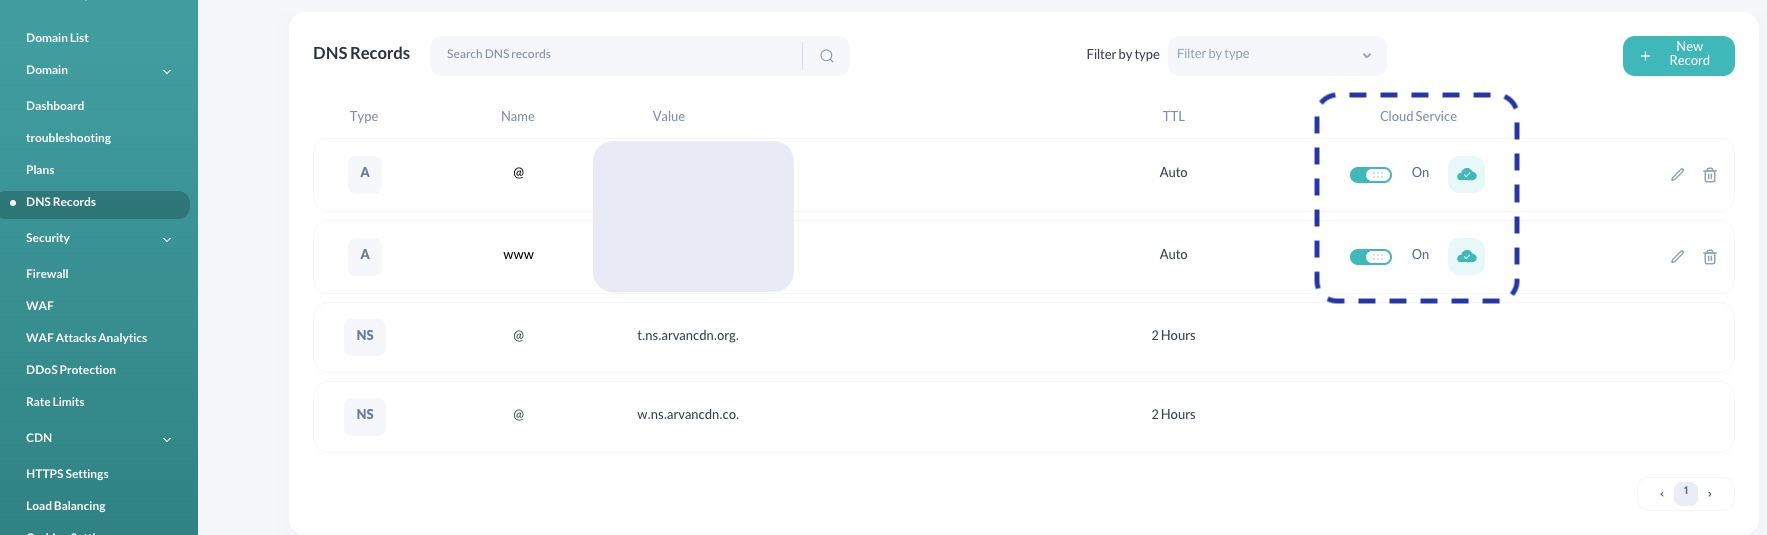 Domain List
Domain
Dashboard
troubleshooting
Plans
DNS Records
Security
Firewall
WAF
WAF Attacks Analytics
DDoS Protection
Rate Limits
CDN
HTTPS Settings
Load Balancing
DNS Records
Search DNS records
Filter by type
Filter by type
+ New
Record
Type Name Value TTL Cloud Service
A @ Auto On
A www Auto On
NS @ t.ns.arvancdn.org. 2 Hours
NS @ w.ns.arvancdn.co. 2 Hours
‹ 1 ›